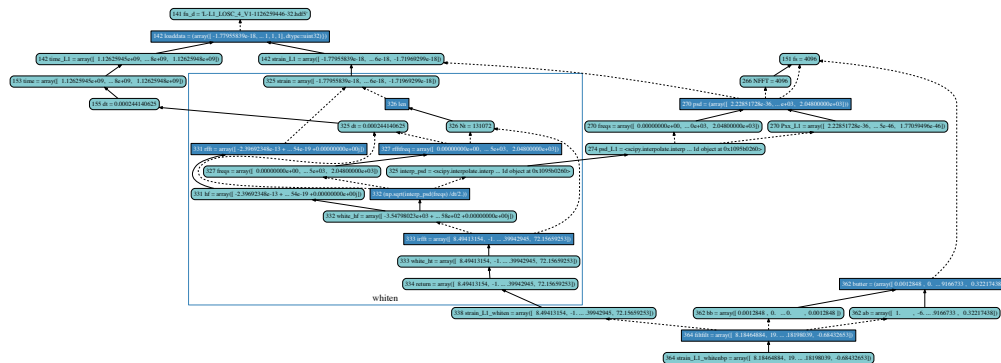 141 fn_d = 'L-L1_LOSC_4_V1-1126259446-32.hdf5'
142 loaddata = (array([ -1.77955839e-18, ... 1, 1, 1], dtype=uint32)))
142 time_L1 = array([ 1.12625945e+09, ... 8e+09, 1.12625948e+09])
142 strain_L1 = array([ -1.77955839e-18, ... 6e-18, -1.71969299e-18])
151 fs = 4096
153 time = array([ 1.12625945e+09, ... 8e+09, 1.12625948e+09])
325 strain = array([ -1.77955839e-18, ... 6e-18, -1.71969299e-18])
266 NFFT = 4096
155 dt = 0.000244140625
326 len
270 psd = (array([ 2.22851728e-36, ... e+03, 2.04800000e+03]))
325 dt = 0.000244140625
326 Nt = 131072
270 freqs = array([ 0.00000000e+00, ... 0e+03, 2.04800000e+03])
270 Pxx_L1 = array([ 2.22851728e-36, ... 5e-46, 1.77059496e-46])
331 rfft = array([ -2.39692348e-13 + ... 54e-19 +0.00000000e+00j])
327 rfftfreq = array([ 0.00000000e+00, ... 5e+03, 2.04800000e+03])
274 psd_L1 = <scipy.interpolate.interp ... 1d object at 0x1095b0260>
327 freqs = array([ 0.00000000e+00, ... 5e+03, 2.04800000e+03])
325 interp_psd = <scipy.interpolate.interp ... 1d object at 0x1095b0260>
331 hf = array([ -2.39692348e-13 + ... 54e-19 +0.00000000e+00j])
332 (np.sqrt(interp_psd(freqs) /dt/2.))
332 white_hf = array([ -3.54798023e+03 + ... 58e+02 +0.00000000e+00j])
333 irfft = array([ 8.49413154, -1. ... .39942945, 72.15659253])
333 white_ht = array([ 8.49413154, -1. ... .39942945, 72.15659253])
334 return = array([ 8.49413154, -1. ... .39942945, 72.15659253])
whiten
362 butter = (array([ 0.0012848 , 0. ... .9166733 , 0.32217438]))
338 strain_L1_whiten = array([ 8.49413154, -1. ... .39942945, 72.15659253])
362 bb = array([ 0.0012848 , 0. ... 0. , 0.0012848 ])
362 ab = array([ 1. , -6. ... .9166733 , 0.32217438])
364 filtfilt = array([ 8.18464884, 19. ... .18198039, -0.68432653])
364 strain_L1_whitenbp = array([ 8.18464884, 19. ... .18198039, -0.68432653])